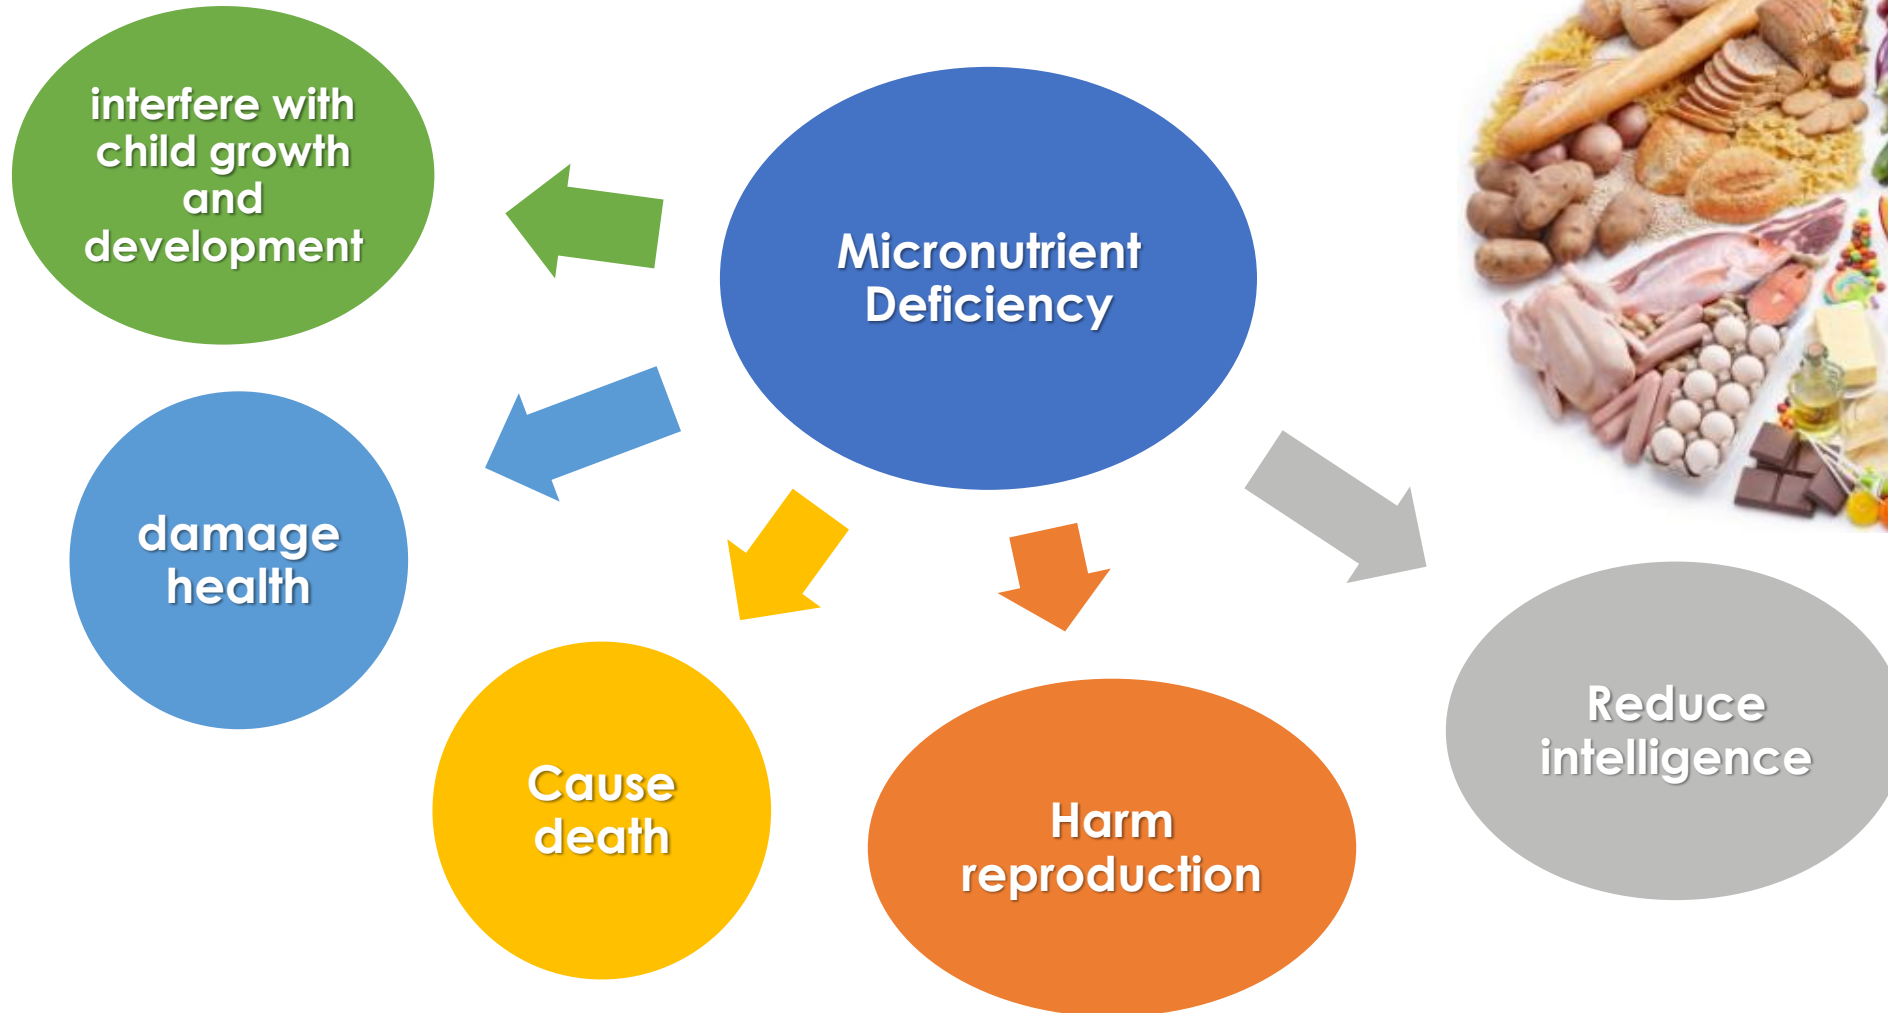 interfere with
child growth
and
development
Micronutrient
Deficiency
damage
health
Cause
death
Harm
reproduction
Reduce
intelligence